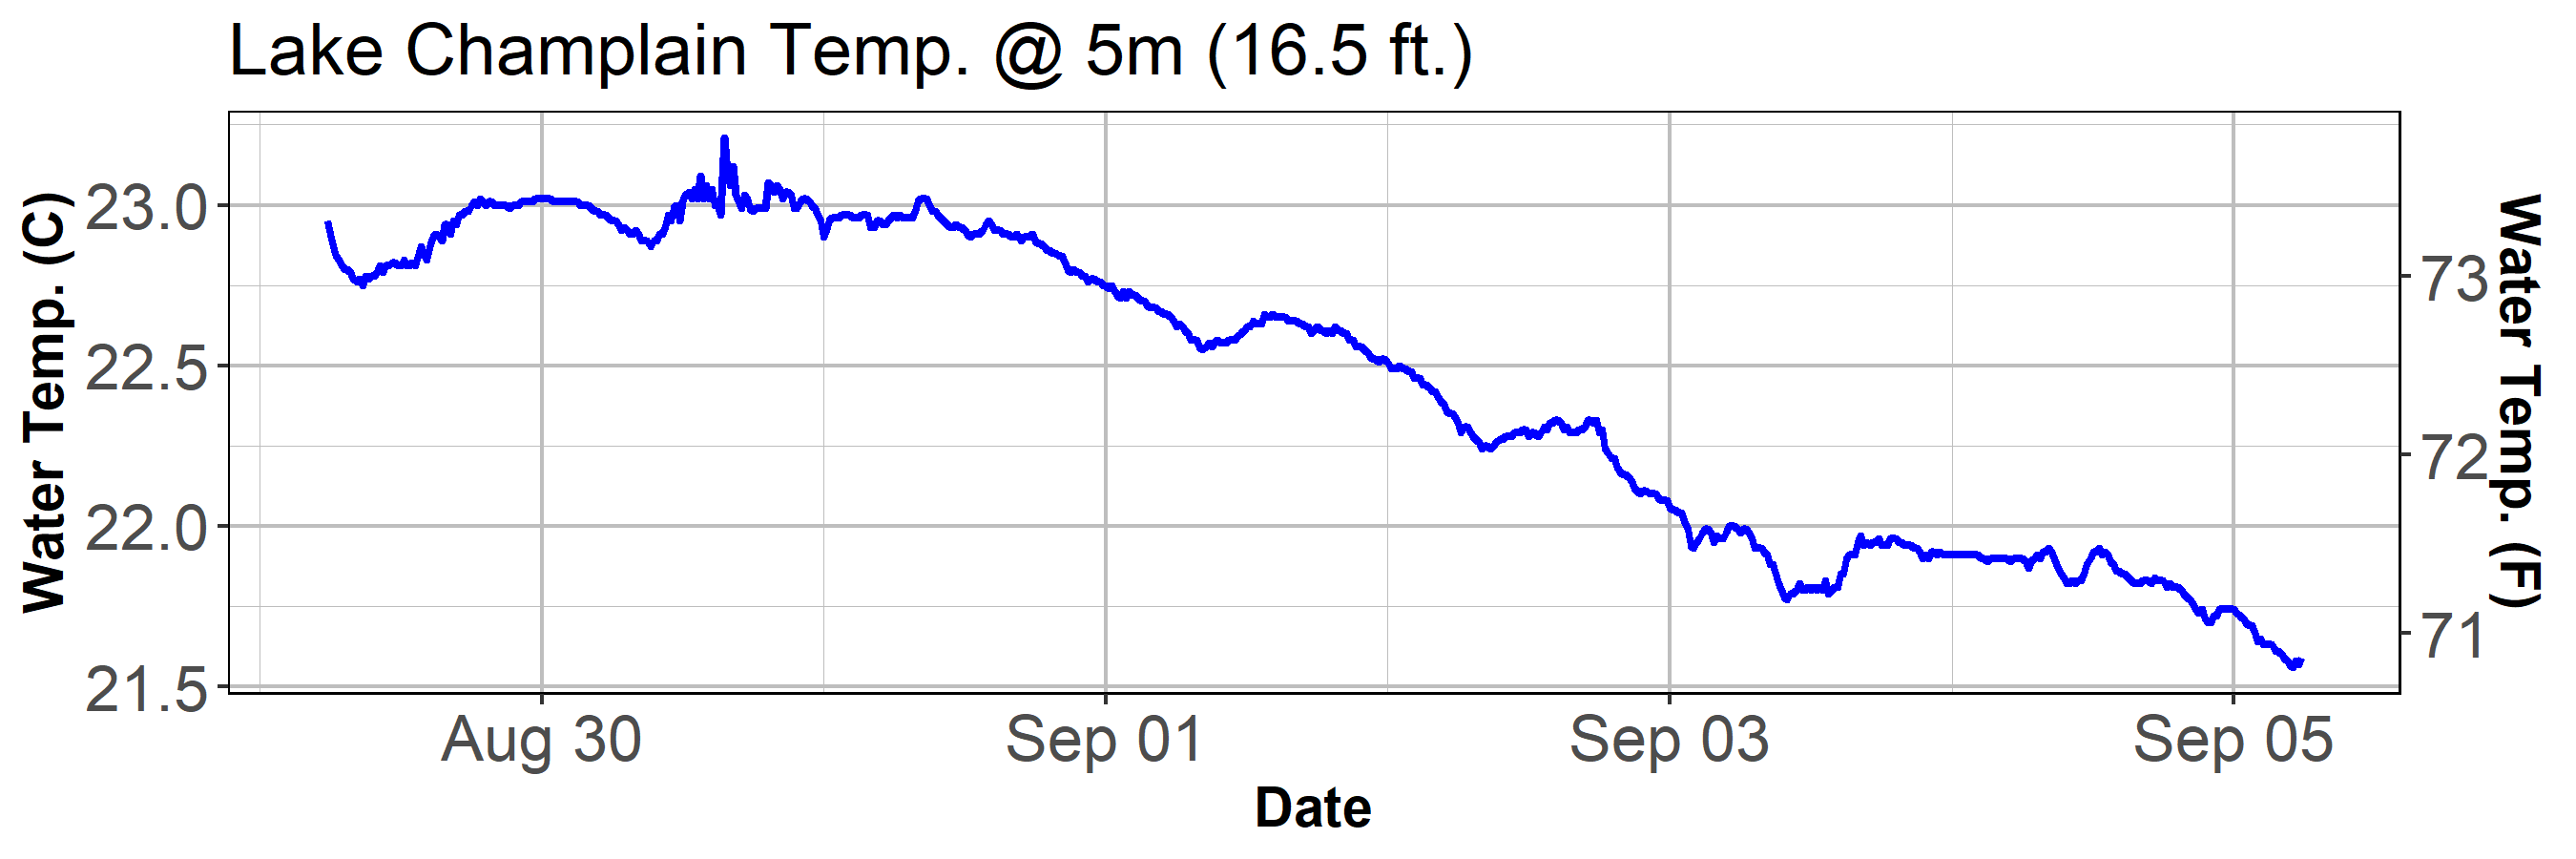 Lake Champlain Temp. @ 5m (16.5 ft.)
Water Temp. (C)
23.0
22.5
22.0
21.5
73
72
71
Water Temp. (F)
Aug 30 Sep 01 Sep 03 Sep 05
Date